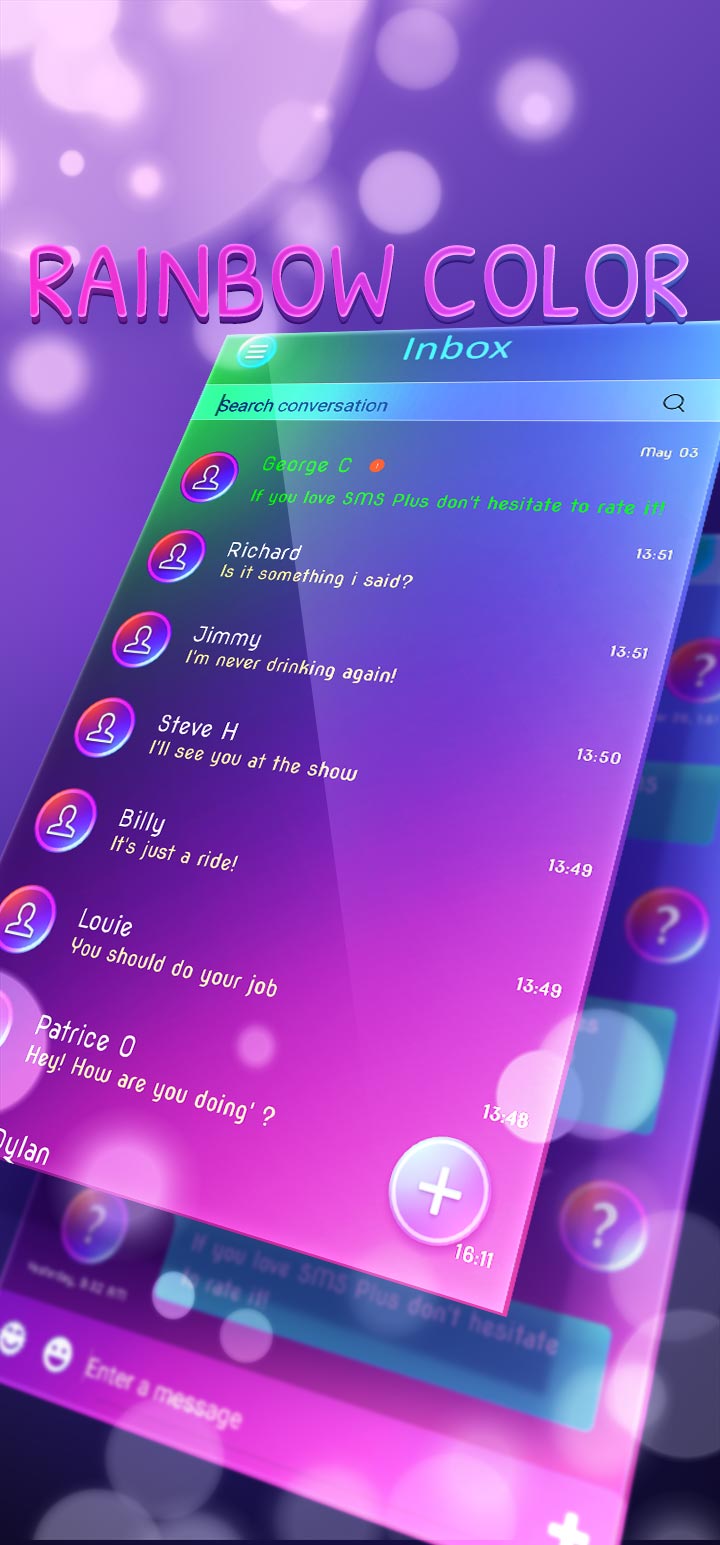 RAINBOW COLOR
Inbox
Search conversation
May 03
George C
If you love SMS Plus don't hesitate to rate it!
Richard
13:51
Is it something i said?
Jimmy
13:51
I'm never drinking again!
Steve H
13:50
I'll see you at the show
Billy
13:49
It's just a ride!
Louie
13:49
You should do your job
Patrice O
13:48
Hey! How are you doing' ?
Dylan
16:11
?
?
?
?
If you love SMS Plus don't hesitate
to rate it!
Yesterday, 9:32 AM
Enter a message